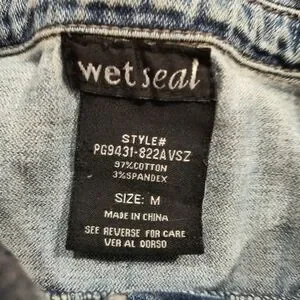 wet seal
STYLE#
PG9431-822AVSZ
97%COTTON
3%SPANDEX
SIZE: M
MADE IN CHINA
SEE REVERSE FOR CARE
VER AL DORSO